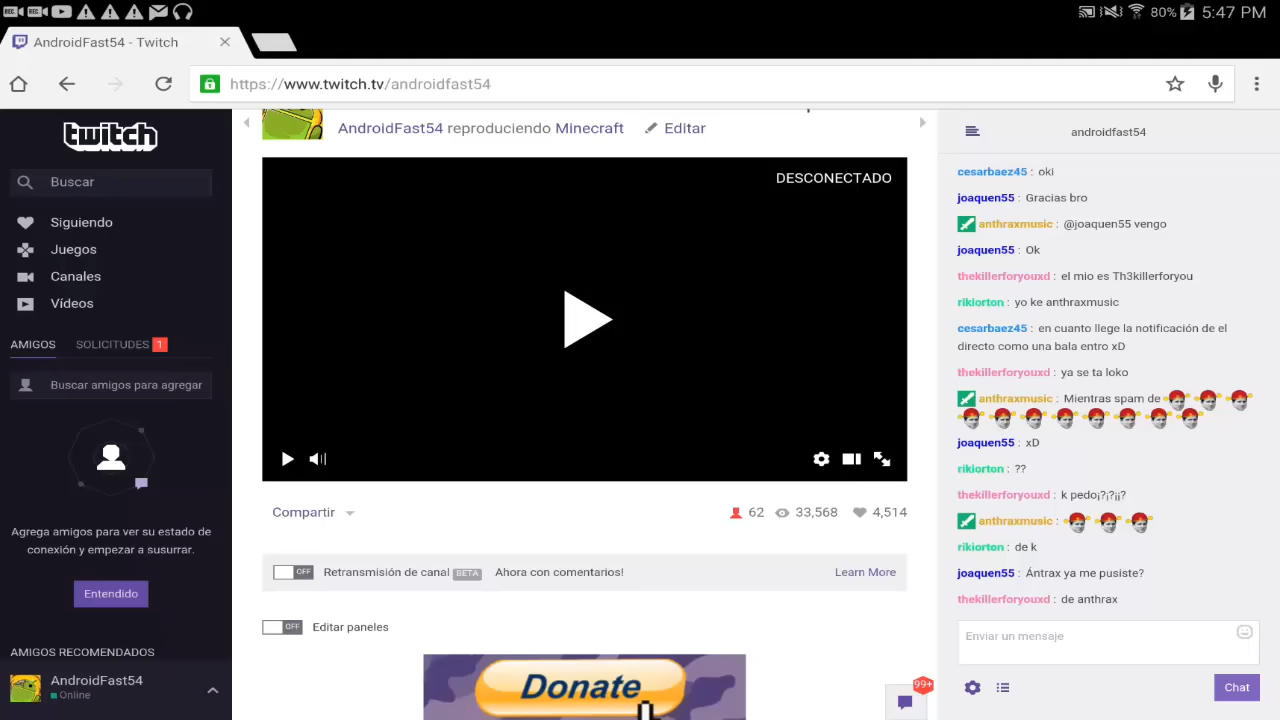 REC REC 80% 5:47 PM
AndroidFast54 - Twitch
https://www.twitch.tv/androidfast54
twitch
Buscar
Siguiendo
Juegos
Canales
Vídeos
AMIGOS SOLICITUDES 1
Buscar amigos para agregar
Agrega amigos para ver su estado de
conexión y empezar a susurrar.
Entendido
AMIGOS RECOMENDADOS
AndroidFast54
Online
AndroidFast54 reproduciendo Minecraft Editar
DESCONECTADO
Compartir 62 33,568 4,514
OFF Retransmisión de canal BETA Ahora con comentarios! Learn More
OFF Editar paneles
Donate
99+
androidfast54
cesarbaez45 : oki
joaquen55 : Gracias bro
anthraxmusic : @joaquen55 vengo
joaquen55 : Ok
thekillerforyouxd : el mio es Th3killerforyou
rikiorton : yo ke anthraxmusic
cesarbaez45 : en cuanto llege la notificación de el
directo como una bala entro xD
thekillerforyouxd : ya se ta loko
anthraxmusic : Mientras spam de
joaquen55 : xD
rikiorton : ??
thekillerforyouxd : k pedo¡?¡?¡¡?
anthraxmusic :
rikiorton : de k
joaquen55 : Ántrax ya me pusiste?
thekillerforyouxd : de anthrax
Enviar un mensaje
Chat